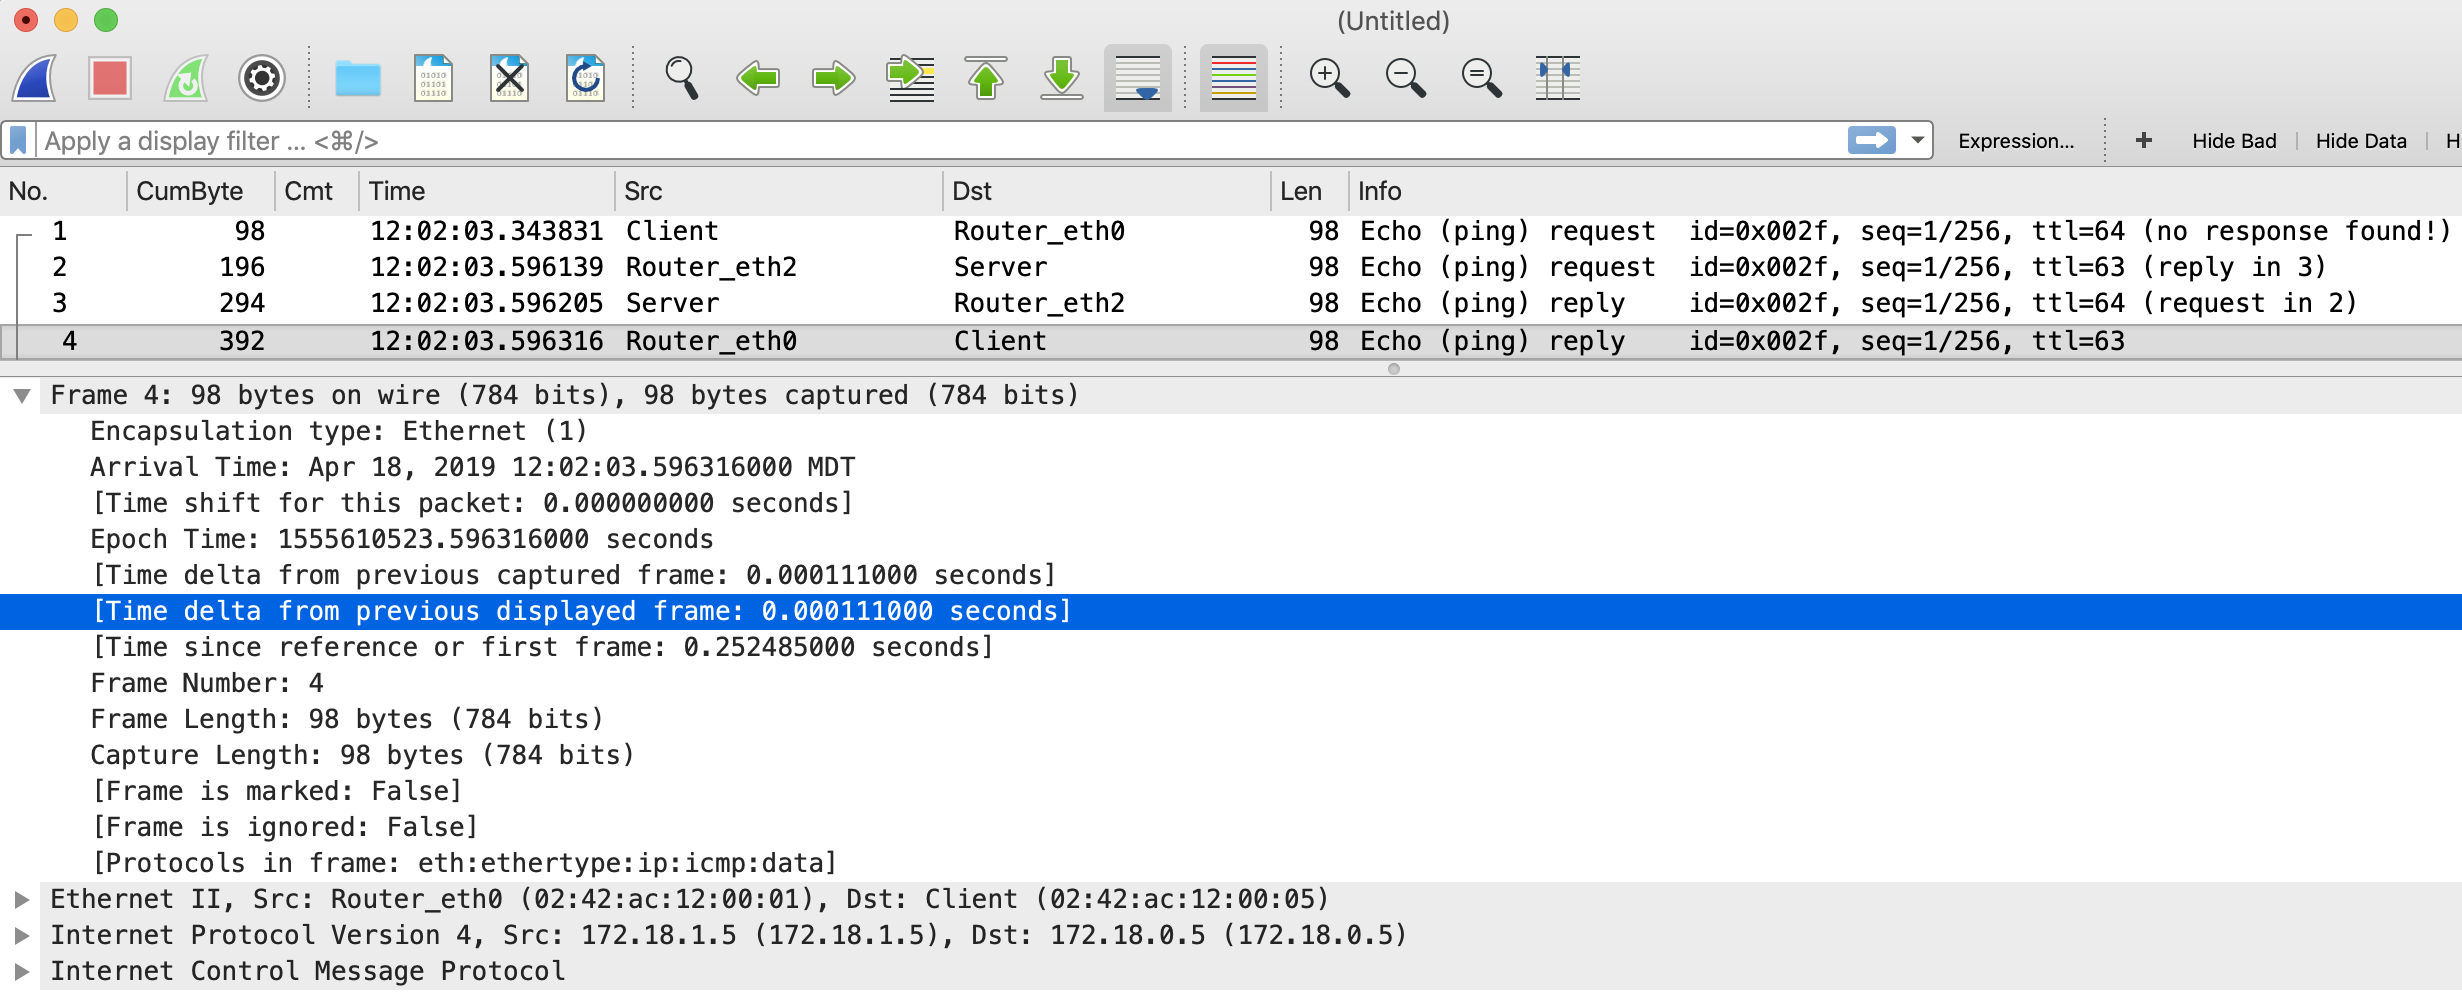 (Untitled)
Apply a display filter ... <⌘/>
Expression...
+
Hide Bad
Hide Data
H
No. CumByte Cmt Time Src Dst Len Info
1 98 12:02:03.343831 Client Router_eth0 98 Echo (ping) request id=0x002f, seq=1/256, ttl=64 (no response found!)
2 196 12:02:03.596139 Router_eth2 Server 98 Echo (ping) request id=0x002f, seq=1/256, ttl=63 (reply in 3)
3 294 12:02:03.596205 Server Router_eth2 98 Echo (ping) reply id=0x002f, seq=1/256, ttl=64 (request in 2)
4 392 12:02:03.596316 Router_eth0 Client 98 Echo (ping) reply id=0x002f, seq=1/256, ttl=63
Frame 4: 98 bytes on wire (784 bits), 98 bytes captured (784 bits)
Encapsulation type: Ethernet (1)
Arrival Time: Apr 18, 2019 12:02:03.596316000 MDT
[Time shift for this packet: 0.000000000 seconds]
Epoch Time: 1555610523.596316000 seconds
[Time delta from previous captured frame: 0.000111000 seconds]
[Time delta from previous displayed frame: 0.000111000 seconds]
[Time since reference or first frame: 0.252485000 seconds]
Frame Number: 4
Frame Length: 98 bytes (784 bits)
Capture Length: 98 bytes (784 bits)
[Frame is marked: False]
[Frame is ignored: False]
[Protocols in frame: eth:ethertype:ip:icmp:data]
Ethernet II, Src: Router_eth0 (02:42:ac:12:00:01), Dst: Client (02:42:ac:12:00:05)
Internet Protocol Version 4, Src: 172.18.1.5 (172.18.1.5), Dst: 172.18.0.5 (172.18.0.5)
Internet Control Message Protocol